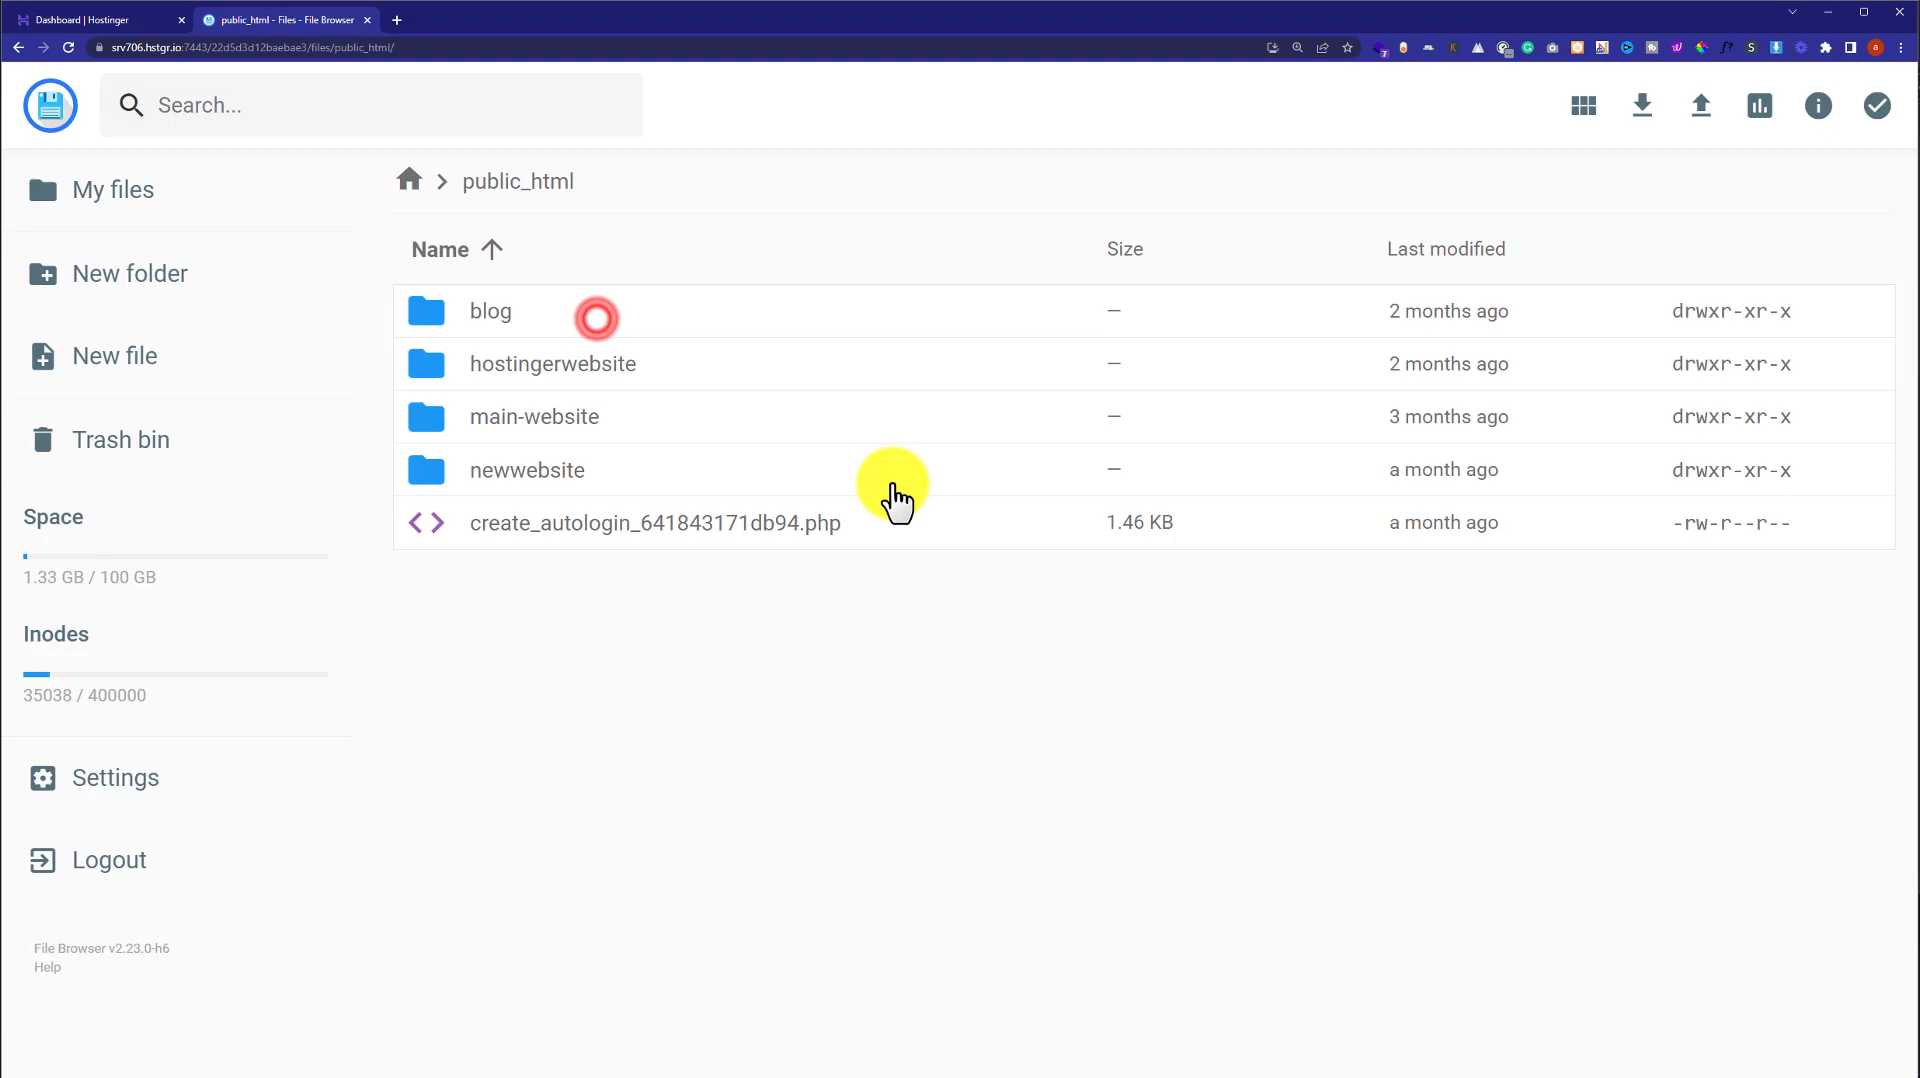 Dashboard | Hostinger
public_html - Files - File Browser
srv706.hstgr.io:7443/22d5d3d12baebae3/files/public_html/
Search...
My files
New folder
New file
Trash bin
Space
1.33 GB / 100 GB
Inodes
35038 / 400000
Settings
Logout
File Browser v2.23.0-h6
Help
public_html
Name Size Last modified
blog — 2 months ago drwxr-xr-x
hostingerwebsite — 2 months ago drwxr-xr-x
main-website — 3 months ago drwxr-xr-x
newwebsite — a month ago drwxr-xr-x
create_autologin_641843171db94.php 1.46 KB a month ago -rw-r--r--